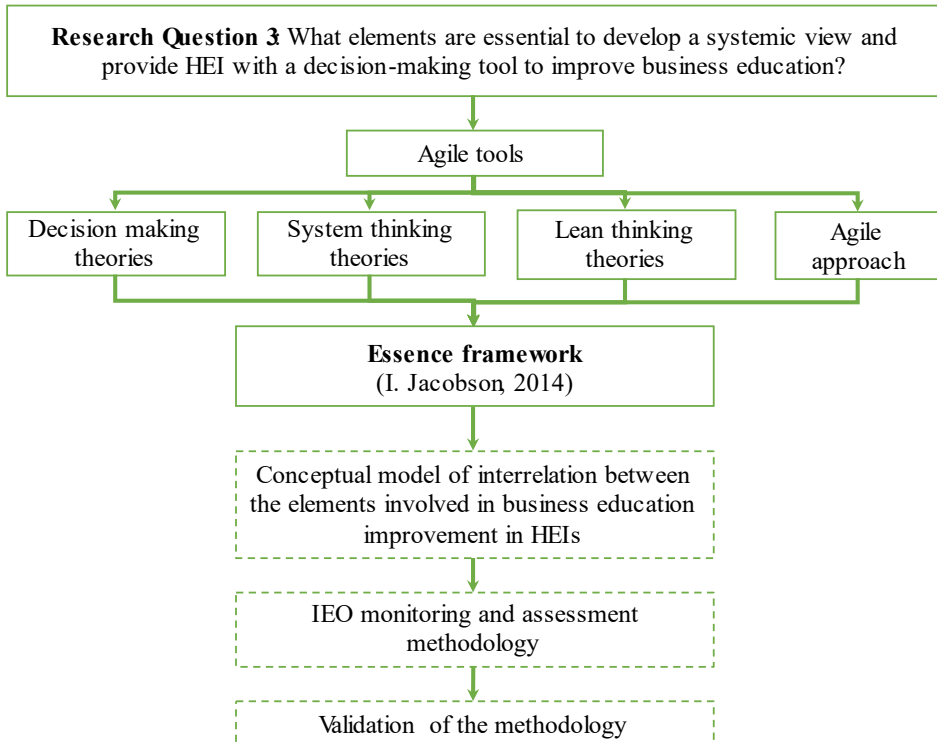 Research Question 3: What elements are essential to develop a systemic view and
provide HEI with a decision-making tool to improve business education?
Agile tools
Decision making
theories
System thinking
theories
Lean thinking
theories
Agile
approach
Essence framework
(I. Jacobson, 2014)
Conceptual model of interrelation between
the elements involved in business education
improvement in HEIs
IEO monitoring and assessment
methodology
Validation of the methodology